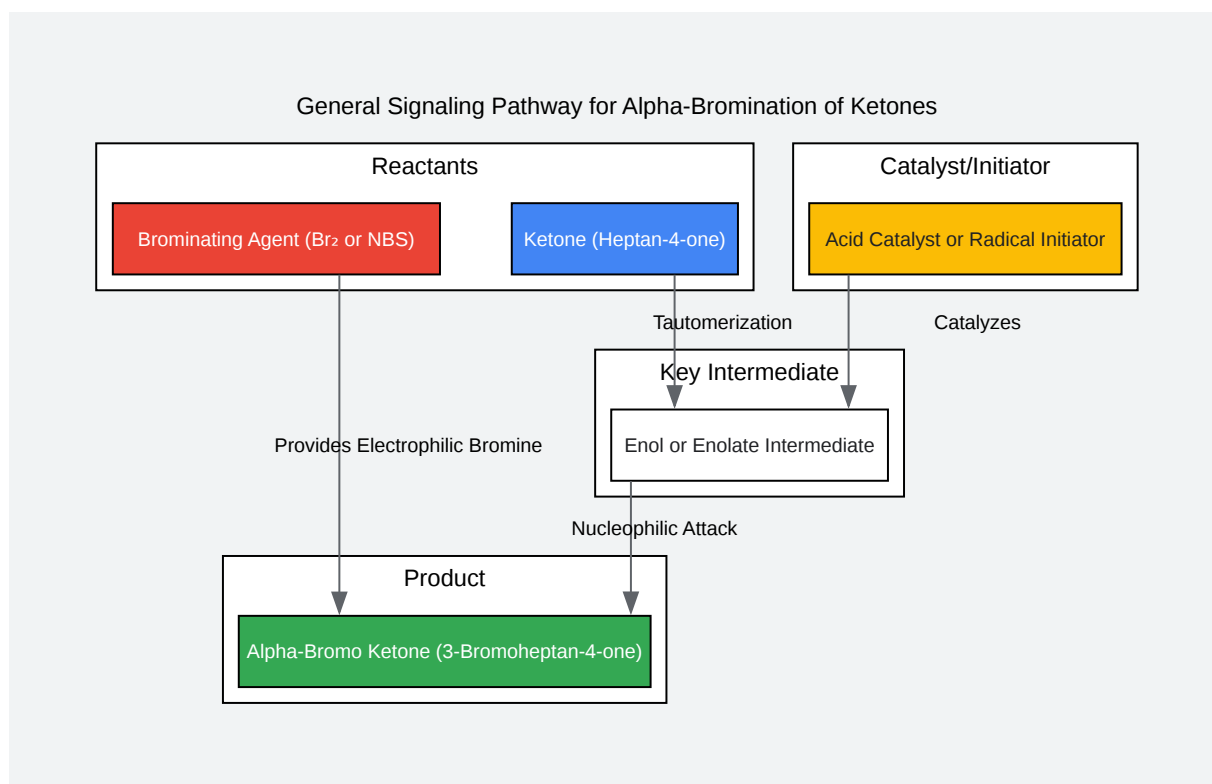 General Signaling Pathway for Alpha-Bromination of Ketones
Reactants
Catalyst/Initiator
Brominating Agent (Br₂ or NBS)
Ketone (Heptan-4-one)
Acid Catalyst or Radical Initiator
Tautomerization
Catalyzes
Key Intermediate
Provides Electrophilic Bromine
Enol or Enolate Intermediate
Nucleophilic Attack
Product
Alpha-Bromo Ketone (3-Bromoheptan-4-one)